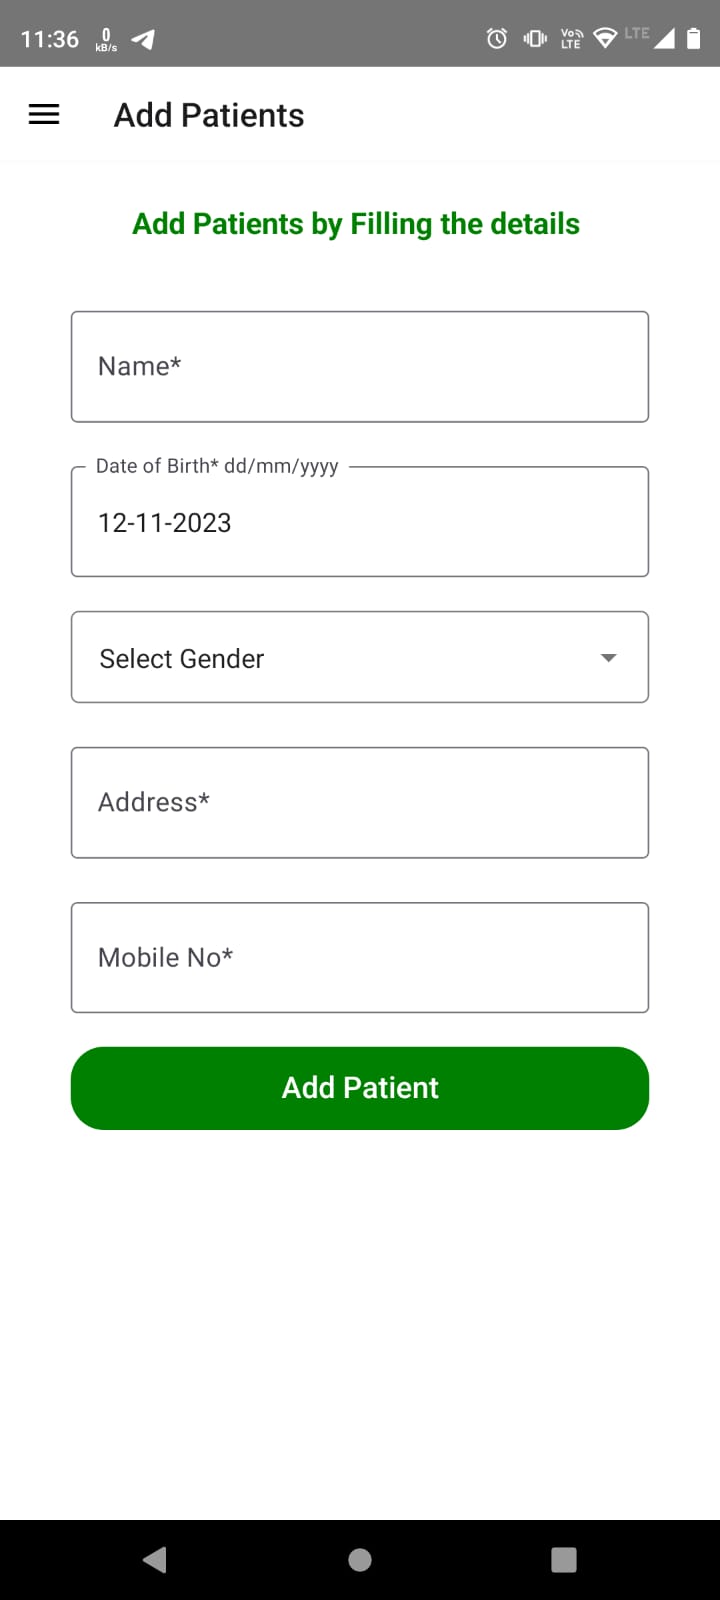 11:36 0 kB/s Vo LTE LTE
Add Patients
Add Patients by Filling the details
Name*
Date of Birth* dd/mm/yyyy
12-11-2023
Select Gender
Address*
Mobile No*
Add Patient